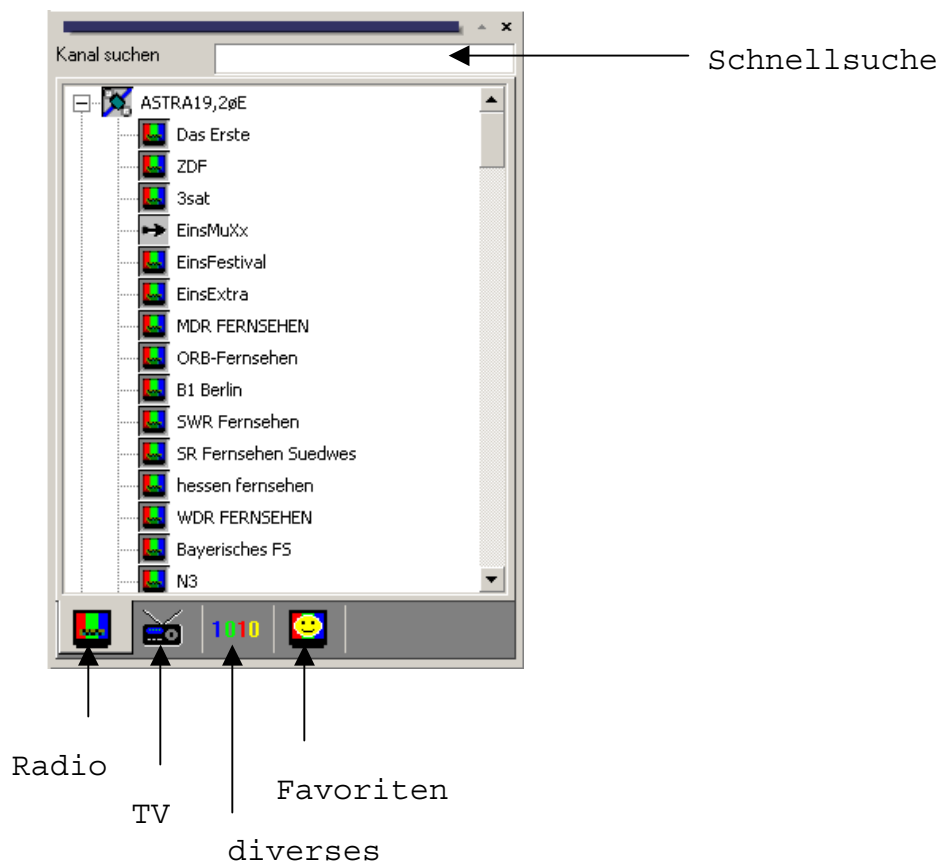 Kanal suchen
Schnellsuche
ASTRA19,2øE
Das Erste
ZDF
3sat
EinsMuXx
EinsFestival
EinsExtra
MDR FERNSEHEN
ORB-Fernsehen
B1 Berlin
SWR Fernsehen
SR Fernsehen Suedwes
hessen fernsehen
WDR FERNSEHEN
Bayerisches FS
N3
1010
Radio
TV
diverses
Favoriten